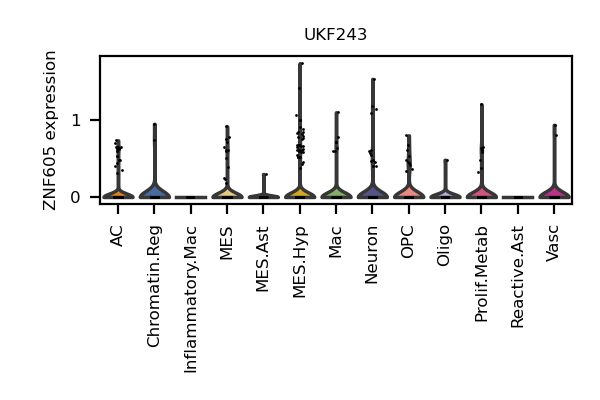 UKF243
ZNF605 expression
1
0
AC
Chromatin.Reg
Inflammatory.Mac
MES
MES.Ast
MES.Hyp
Mac
Neuron
OPC
Oligo
Prolif.Metab
Reactive.Ast
Vasc